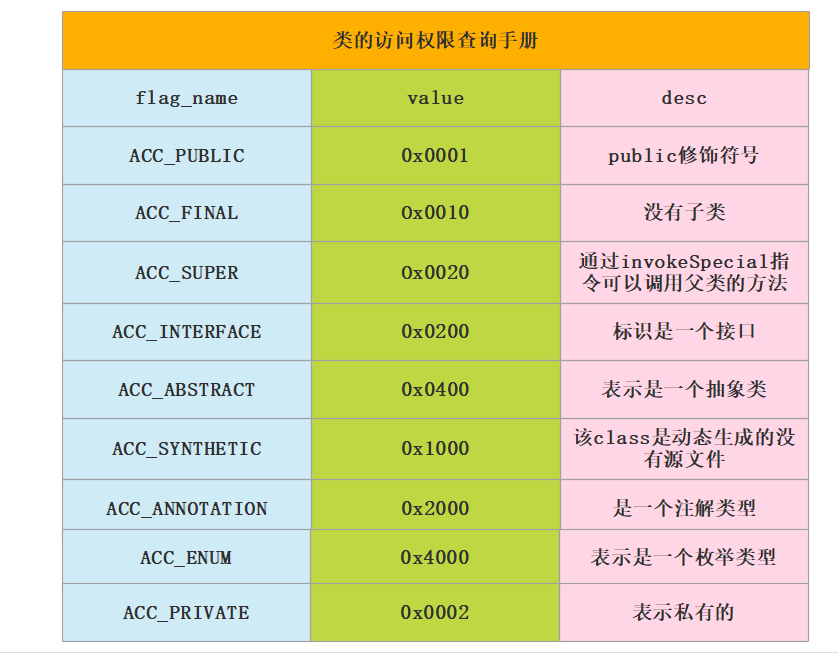 类的访问权限查询手册
flag_name value desc
ACC_PUBLIC 0x0001 public修饰符号
ACC_FINAL 0x0010 没有子类
ACC_SUPER 0x0020 通过invokeSpecial指
令可以调用父类的方法
ACC_INTERFACE 0x0200 标识是一个接口
ACC_ABSTRACT 0x0400 表示是一个抽象类
ACC_SYNTHETIC 0x1000 该class是动态生成的没
有源文件
ACC_ANNOTATION 0x2000 是一个注解类型
ACC_ENUM 0x4000 表示是一个枚举类型
ACC_PRIVATE 0x0002 表示私有的